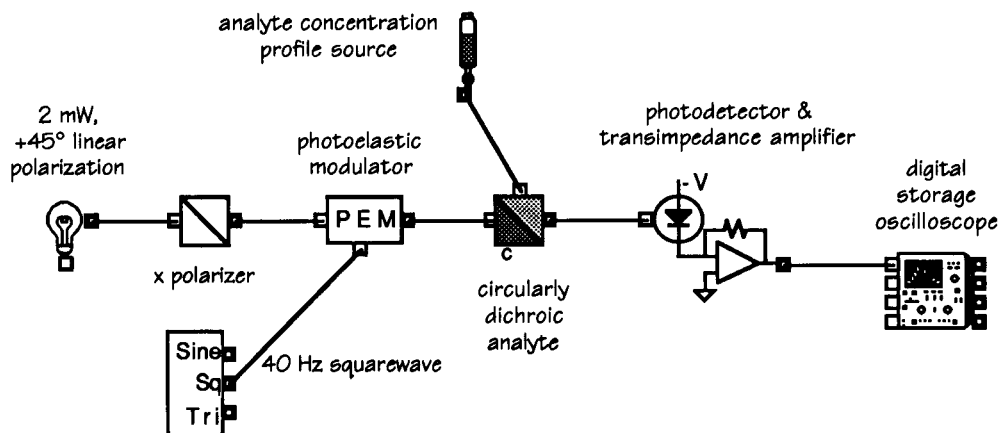 analyte concentration
profile source
2 mW,
+45° linear
polarization
photoelastic
modulator
photodetector &
transimpedance amplifier
digital
storage
oscilloscope
-V
PEM
x polarizer
c
circularly
dichroic
analyte
40 Hz squarewave
Sine
Sq
Tri